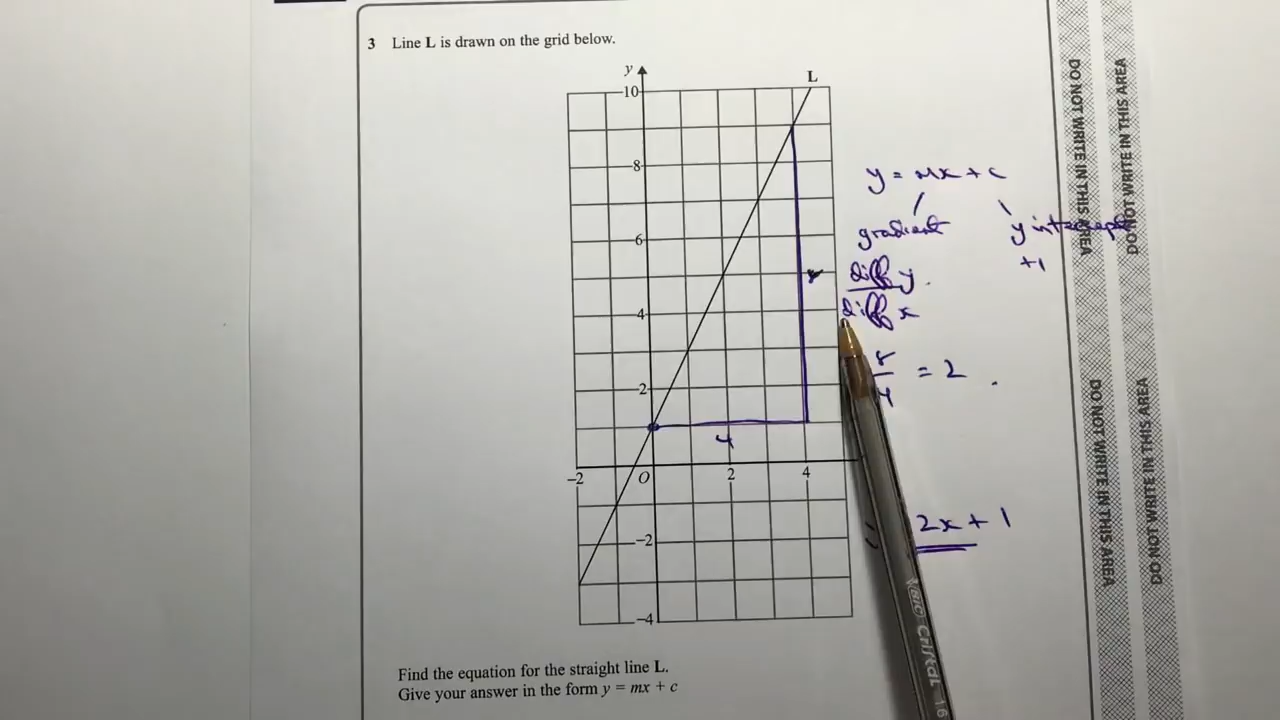 3 Line L is drawn on the grid below.
y
L
10
8
6
4
2
-2
O
2
4
-2
-4
4
y = mx + c
gradient
y intercept
+1
diff y
diff x
8
4
= 2
2x + 1
Find the equation for the straight line L.
Give your answer in the form y = mx + c
DO NOT WRITE IN THIS AREA
DO NOT WRITE IN THIS AREA
DO NOT WRITE IN THIS AREA
DO NOT WRITE IN THIS AREA
Cristal